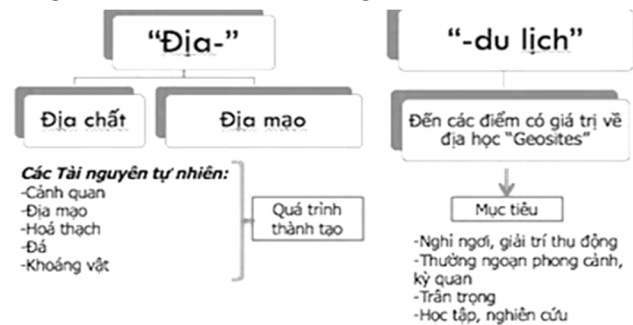 “Địa-”
Địa chất
Địa mạo
Các Tài nguyên tự nhiên:
-Cảnh quan
-Địa mạo
-Hoá thạch
-Đá
-Khoáng vật
Quá trình
thành tạo
“-du lịch”
Đến các điểm có giá trị về
địa học “Geosites”
Mục tiêu
-Nghỉ ngơi, giải trí thụ động
-Thưởng ngoạn phong cảnh,
kỳ quan
-Trân trọng
-Học tập, nghiên cứu